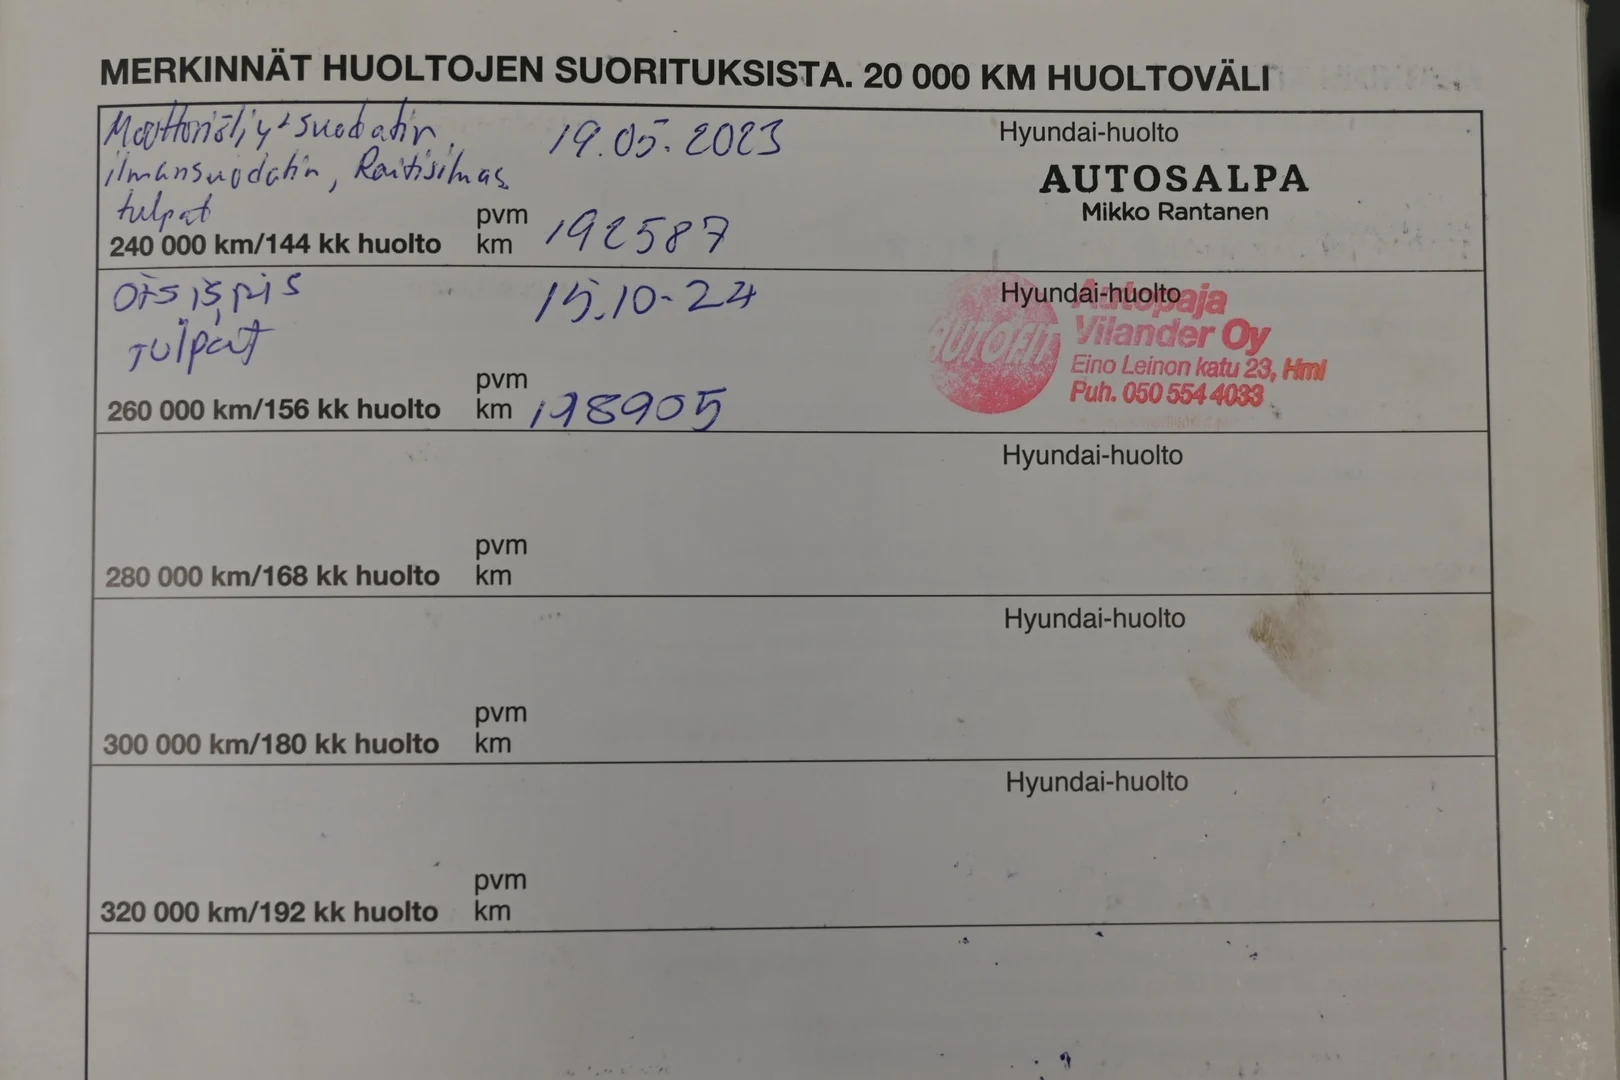 MERKINNÄT HUOLTOJEN SUORITUKSISTA. 20 000 KM HUOLTOVÄLI
Moottoriöljy+suodatin,
ilmansuodatin, Raitisilmas
tulpat
240 000 km/144 kk huolto
pvm 19.05.2023
km 192587
Hyundai-huolto
AUTOSALPA
Mikko Rantanen
tulpat
260 000 km/156 kk huolto
pvm 15.10-24
km 198905
Hyundai-huolto
AUTOFIT
Autopaja
Vilander Oy
Eino Leinon katu 23, Hml
Puh. 050 554 4033
280 000 km/168 kk huolto
pvm
km
Hyundai-huolto
300 000 km/180 kk huolto
pvm
km
Hyundai-huolto
320 000 km/192 kk huolto
pvm
km
Hyundai-huolto